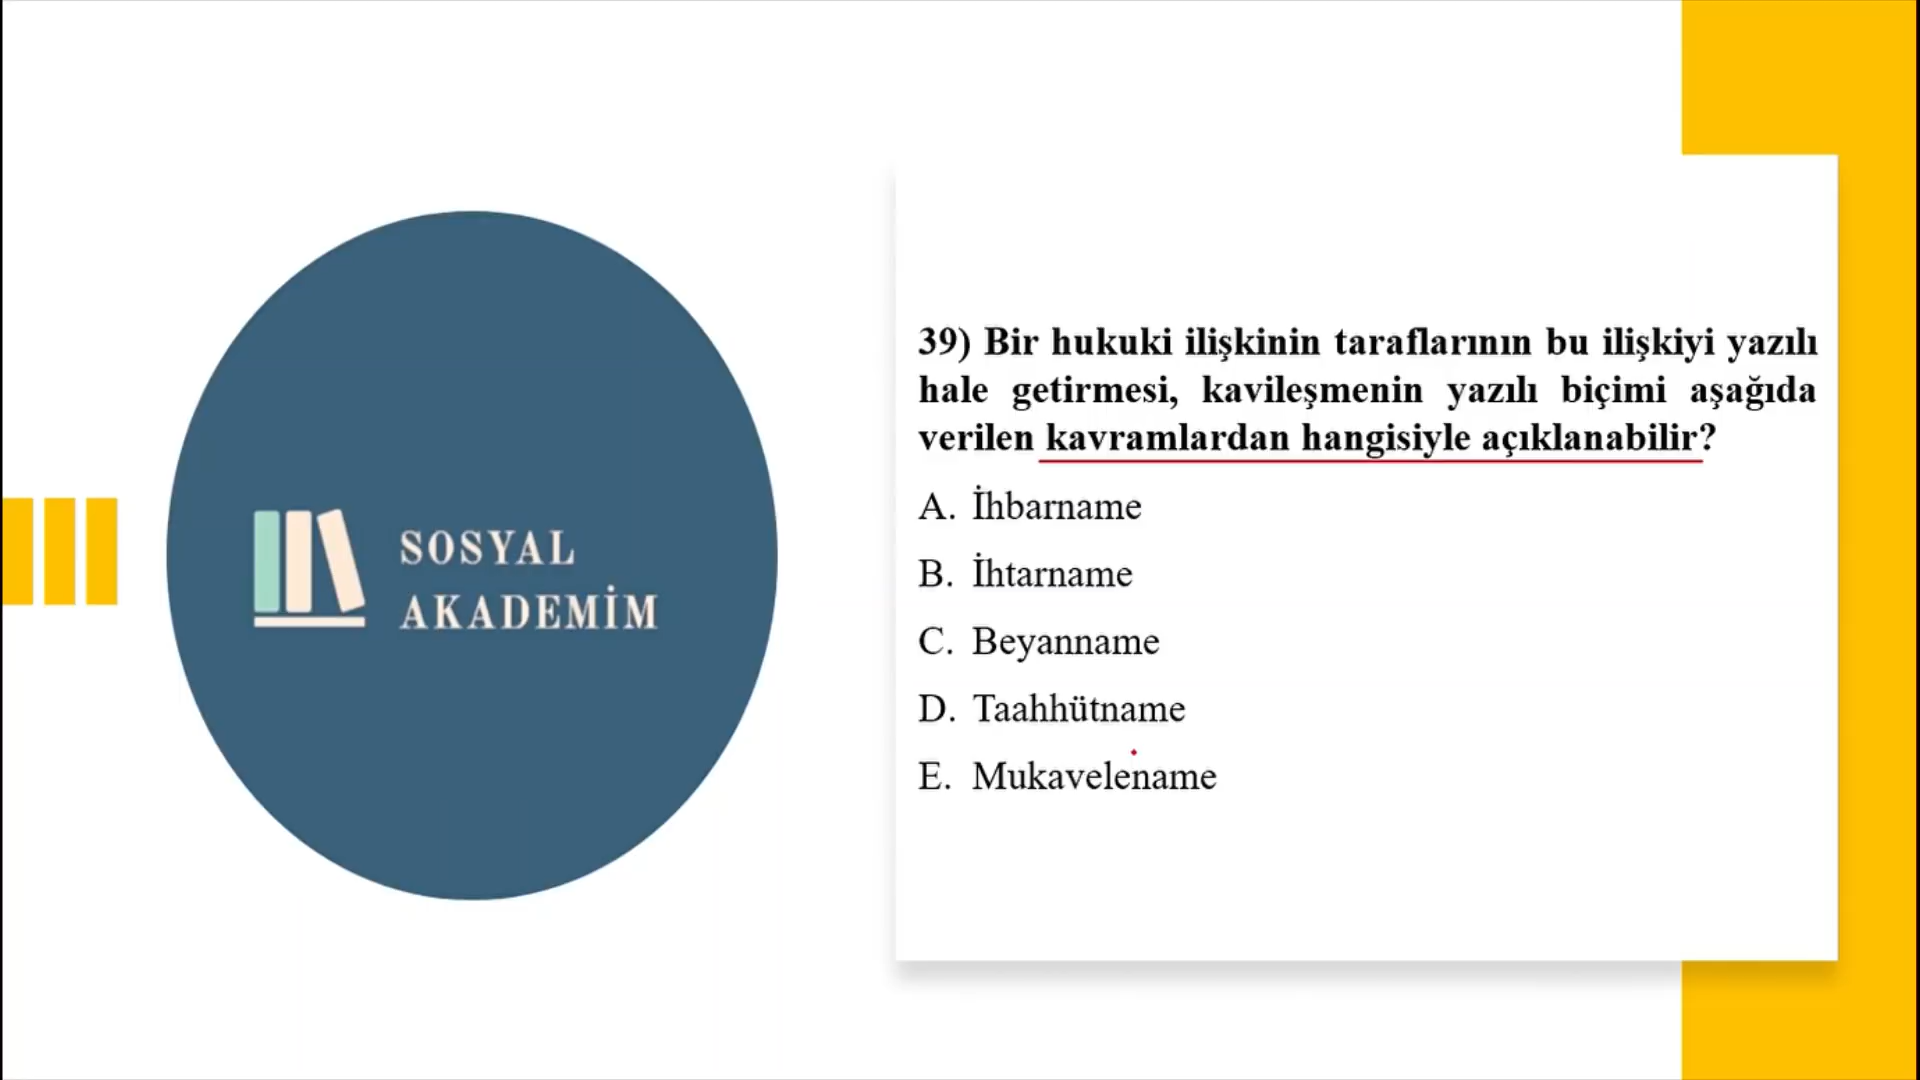 SOSYAL
AKADEMİM
39) Bir hukuki ilişkinin taraflarının bu ilişkiyi yazılı
hale getirmesi, kavileşmenin yazılı biçimi aşağıda
verilen kavramlardan hangisiyle açıklanabilir?
A. İhbarname
B. İhtarname
C. Beyanname
D. Taahhütname
E. Mukavelename